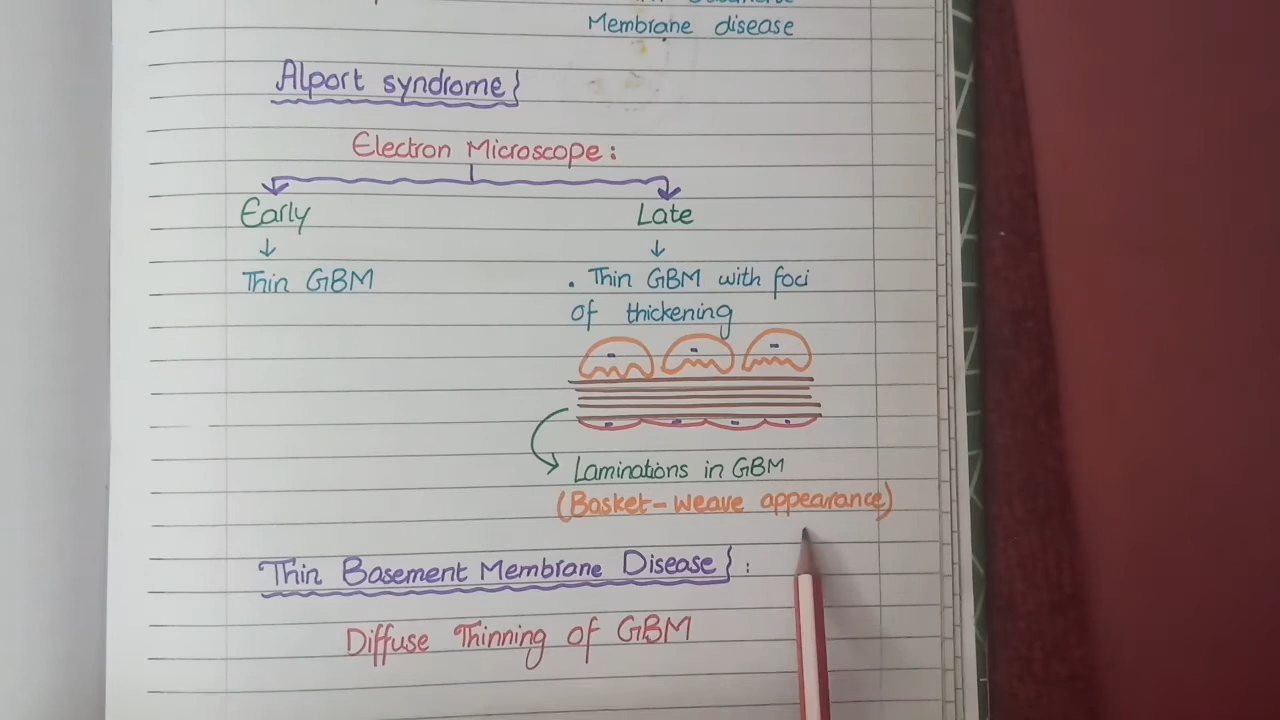 Membrane disease
Alport syndrome}
Electron Microscope:
Early
Late
Thin GBM
. Thin GBM with foci
of thickening
Laminations in GBM
(Basket-weave appearance)
Thin Basement Membrane Disease}:
Diffuse Thinning of GBM